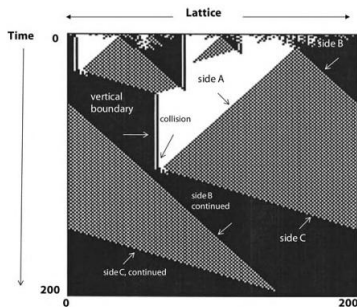 Lattice
Time
0
side B
side A
vertical
boundary
collision
side B
continued
side C
side C, continued
200
0
200